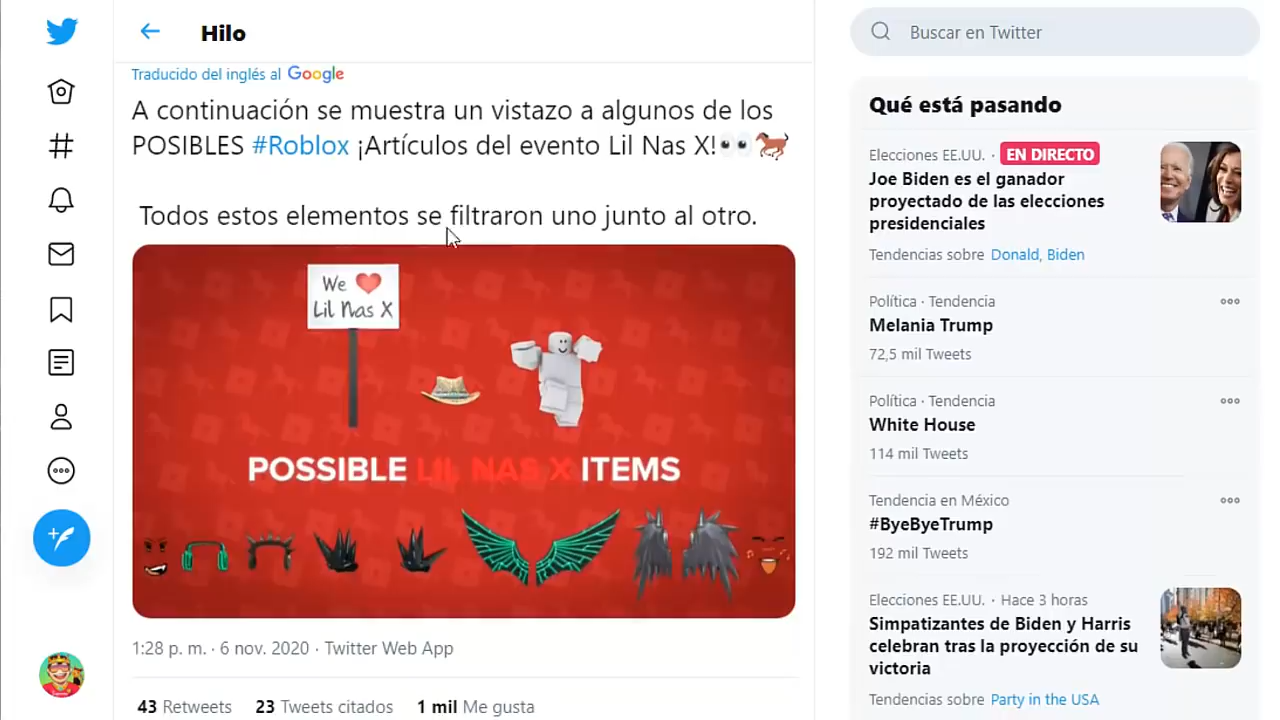 Hilo
Traducido del inglés al Google
A continuación se muestra un vistazo a algunos de los
POSIBLES #Roblox ¡Artículos del evento Lil Nas X!
Todos estos elementos se filtraron uno junto al otro.
We
Lil Nas X
POSSIBLE LIL NAS X ITEMS
1:28 p. m. · 6 nov. 2020 · Twitter Web App
43 Retweets 23 Tweets citados 1 mil Me gusta
Buscar en Twitter
Qué está pasando
Elecciones EE.UU. · EN DIRECTO
Joe Biden es el ganador
proyectado de las elecciones
presidenciales
Tendencias sobre Donald, Biden
Política · Tendencia
Melania Trump
72,5 mil Tweets
Política · Tendencia
White House
114 mil Tweets
Tendencia en México
#ByeByeTrump
192 mil Tweets
Elecciones EE.UU. · Hace 3 horas
Simpatizantes de Biden y Harris
celebran tras la proyección de su
victoria
Tendencias sobre Party in the USA